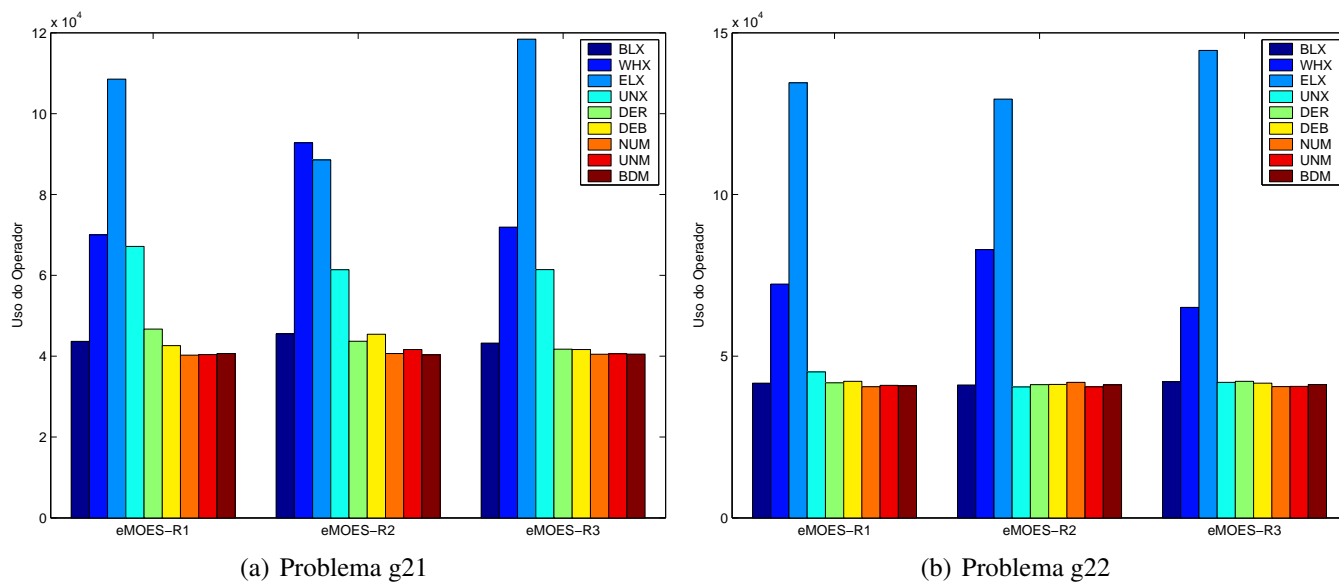 x 10^4
12
10
8
6
4
2
0
Uso do Operador
BLX
WHX
ELX
UNX
DER
DEB
NUM
UNM
BDM
eMOES−R1
eMOES−R2
eMOES−R3
(a) Problema g21
x 10^4
15
10
5
0
Uso do Operador
BLX
WHX
ELX
UNX
DER
DEB
NUM
UNM
BDM
eMOES−R1
eMOES−R2
eMOES−R3
(b) Problema g22